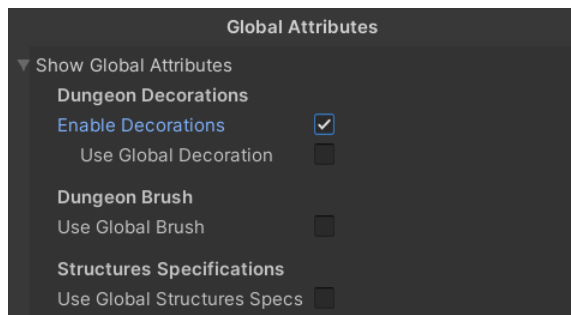 Global Attributes
Show Global Attributes
Dungeon Decorations
Enable Decorations
Use Global Decoration
Dungeon Brush
Use Global Brush
Structures Specifications
Use Global Structures Specs